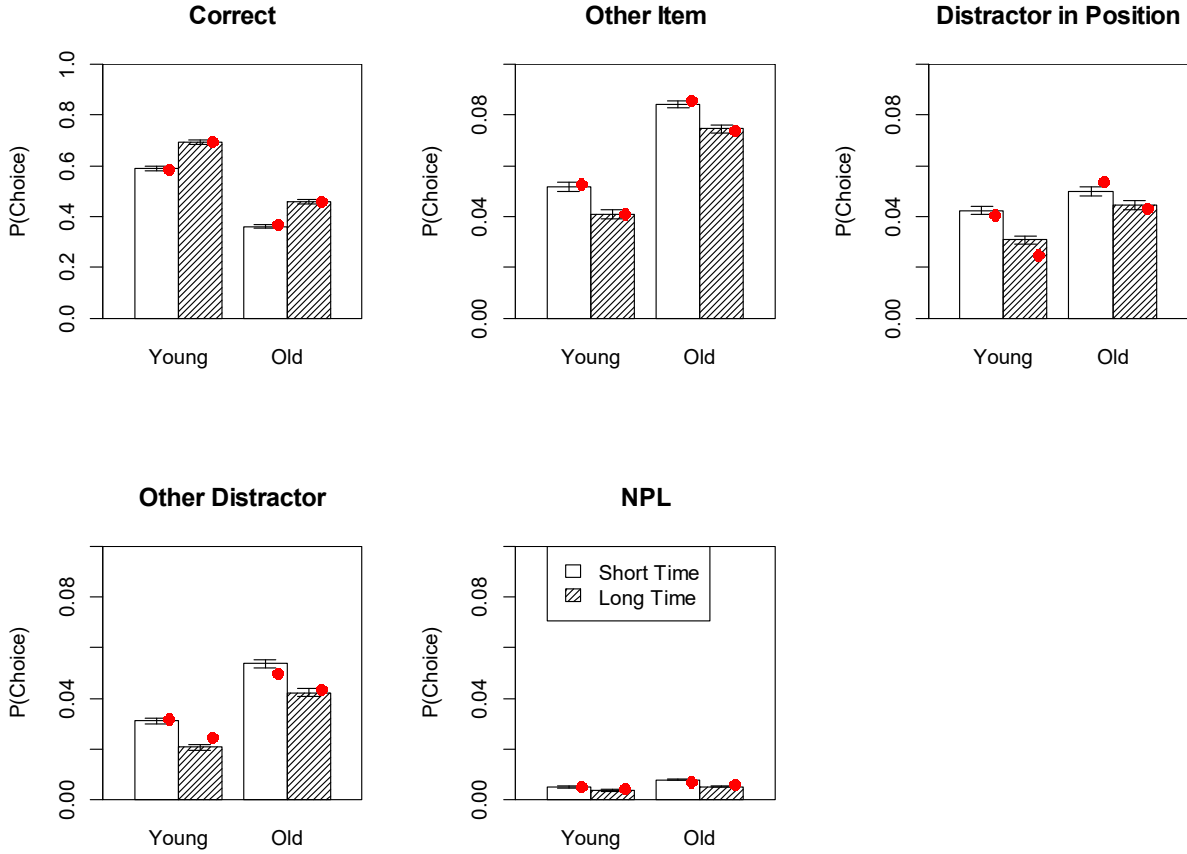 Correct
Other Item
Distractor in Position
P(Choice)
0.0
0.2
0.4
0.6
0.8
1.0
Young
Old
P(Choice)
0.00
0.04
0.08
Young
Old
P(Choice)
0.00
0.04
0.08
Young
Old
Other Distractor
NPL
P(Choice)
0.00
0.04
0.08
Young
Old
P(Choice)
0.00
0.04
0.08
Short Time
Long Time
Young
Old